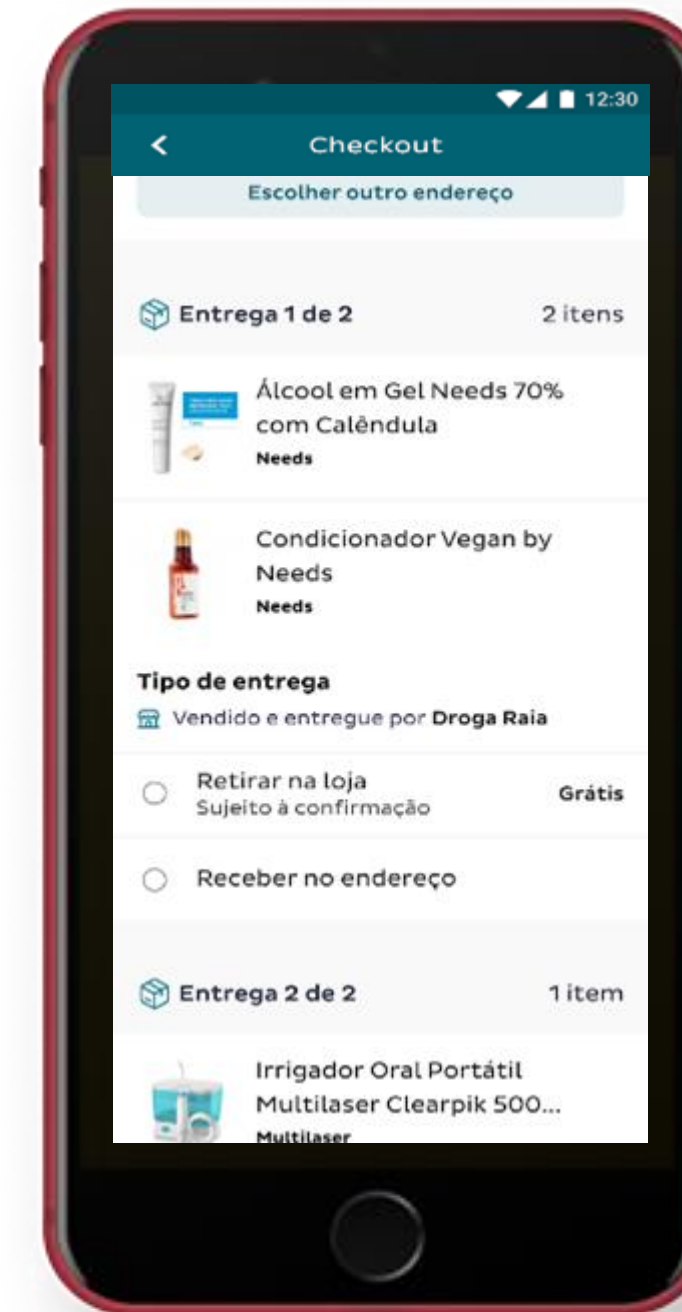 12:30
Checkout
Escolher outro endereço
Entrega 1 de 2 2 itens
Álcool em Gel Needs 70%
com Calêndula
Needs
Condicionador Vegan by
Needs
Needs
Tipo de entrega
Vendido e entregue por Droga Raia
Retirar na loja
Sujeito à confirmação Grátis
Receber no endereço
Entrega 2 de 2 1 item
Irrigador Oral Portátil
Multilaser Clearpik 500...
Multilaser